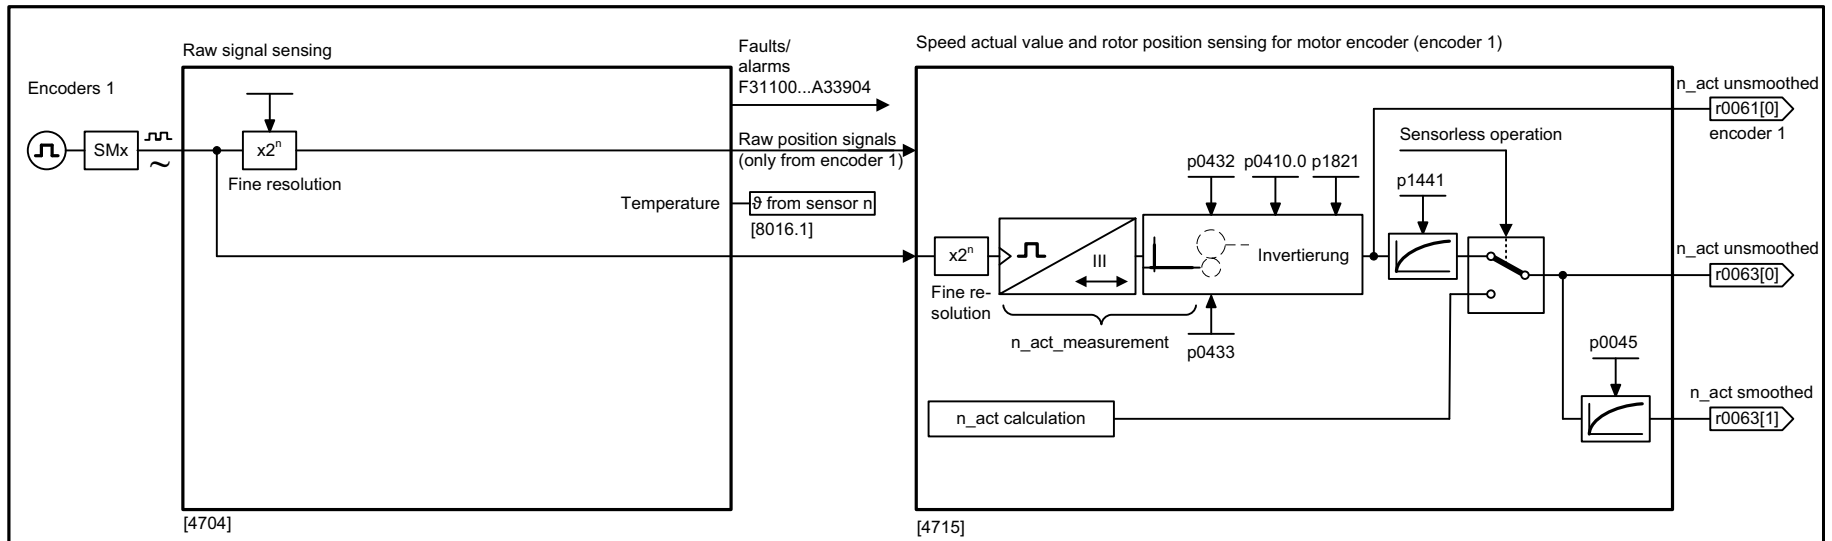 Raw signal sensing
Encoders 1
SMx
x2ⁿ
Fine resolution
Faults/
alarms
F31100...A33904
Raw position signals
(only from encoder 1)
Temperature
ϑ from sensor n
[8016.1]
[4704]
Speed actual value and rotor position sensing for motor encoder (encoder 1)
n_act unsmoothed
r0061[0]
encoder 1
Sensorless operation
p0432 p0410.0 p1821
p1441
x2ⁿ
Fine re-
solution
III
Invertierung
n_act unsmoothed
r0063[0]
n_act_measurement
p0433
p0045
n_act calculation
n_act smoothed
r0063[1]
[4715]